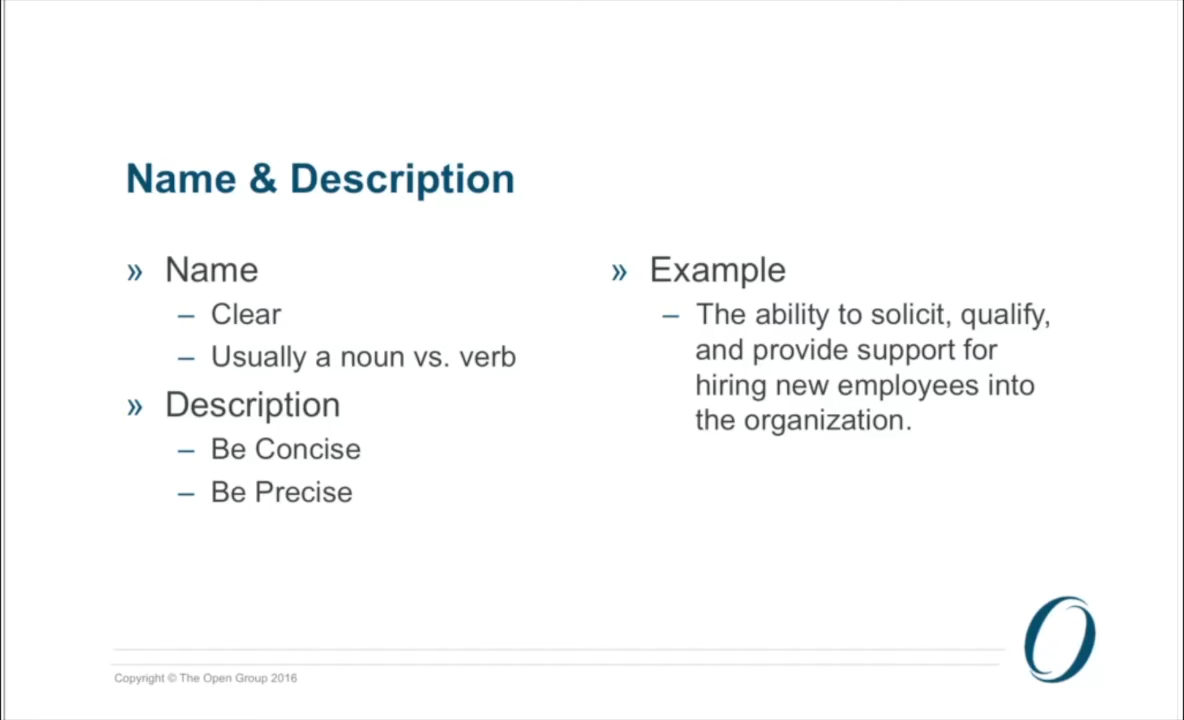 Name & Description
» Name
– Clear
– Usually a noun vs. verb
» Description
– Be Concise
– Be Precise
» Example
– The ability to solicit, qualify,
and provide support for
hiring new employees into
the organization.
Copyright © The Open Group 2016